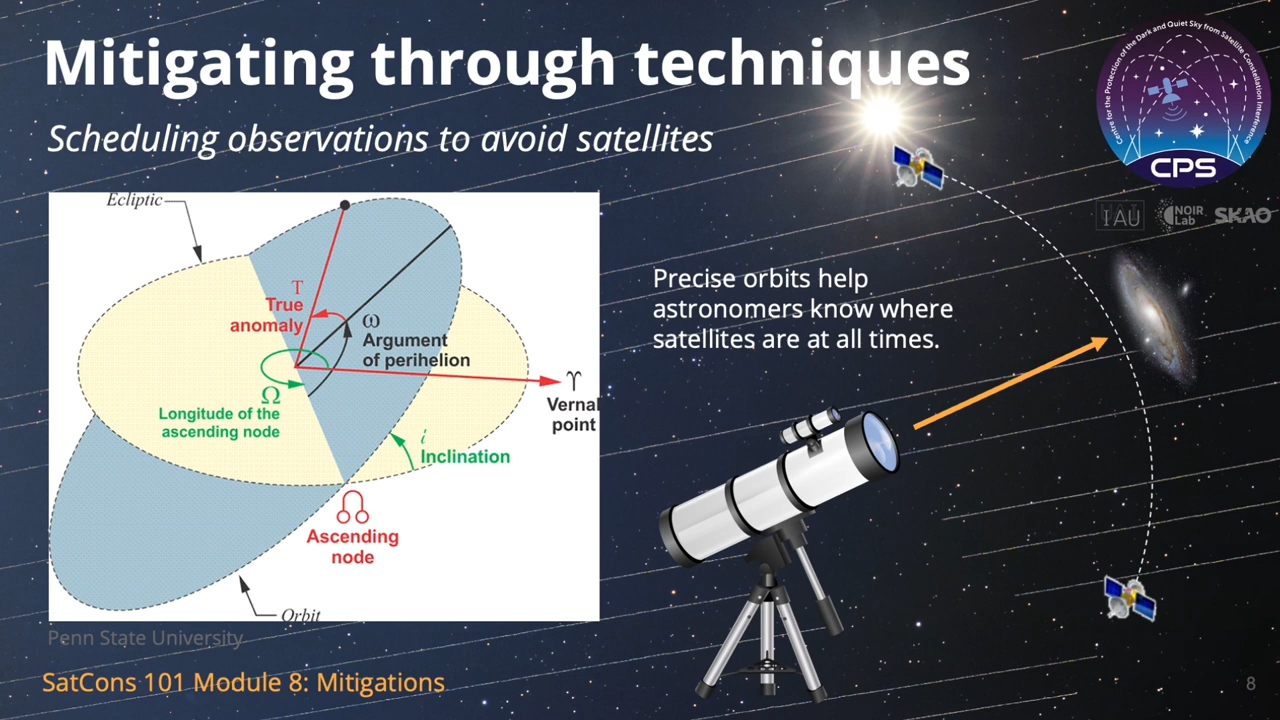 Mitigating through techniques
Scheduling observations to avoid satellites
Centre for the Protection of the Dark and Quiet Sky from Satellite Constellation Interference
CPS
IAU
NOIR
Lab
SKAO
Ecliptic
T
True
anomaly
ω
Argument
of perihelion
Ω
Longitude of the
ascending node
♈
Vernal
point
i
Inclination
☊
Ascending
node
Orbit
Precise orbits help
astronomers know where
satellites are at all times.
Penn State University
SatCons 101 Module 8: Mitigations
8